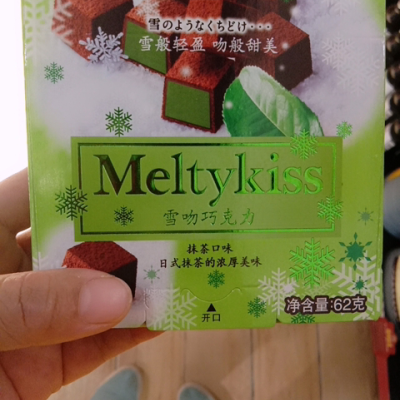 雪のようなくちどけ・・・
雪般轻盈 吻般甜美
Meltykiss
雪吻巧克力
抹茶口味
日式抹茶的浓厚美味
净含量:62克
▲
开口